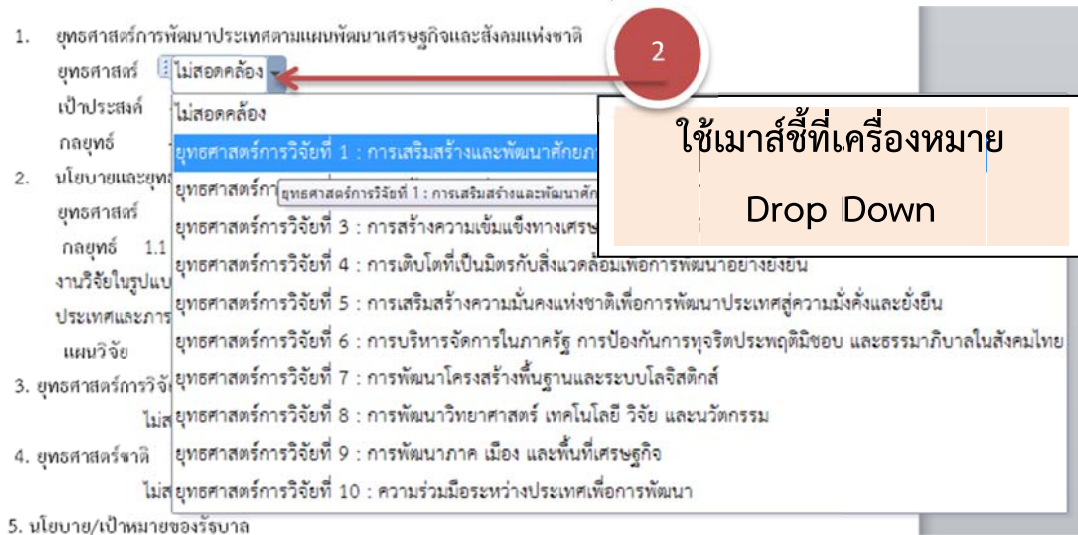 1. ยุทธศาสตร์การพัฒนาประเทศตามแผนพัฒนาเศรษฐกิจและสังคมแห่งชาติ
2
ยุทธศาสตร์ ไม่สอดคล้อง
เป้าประสงค์
ไม่สอดคล้อง
ใช้เมาส์ชี้ที่เครื่องหมาย
Drop Down
กลยุทธ์
ยุทธศาสตร์การวิจัยที่ 1 : การเสริมสร้างและพัฒนาศักยภา
2. นโยบายและยุทธ
ยุทธศาสตร์กา
ยุทธศาสตร์การวิจัยที่ 1 : การเสริมสร้างและพัฒนาศัก
ยุทธศาสตร์
ยุทธศาสตร์การวิจัยที่ 3 : การสร้างความเข้มแข็งทางเศรษ
กลยุทธ์ 1.1
ยุทธศาสตร์การวิจัยที่ 4 : การเติบโตที่เป็นมิตรกับสิ่งแวดล้อมเพื่อการพัฒนาอย่างยั่งยืน
งานวิจัยในรูปแบบ
ยุทธศาสตร์การวิจัยที่ 5 : การเสริมสร้างความมั่นคงแห่งชาติเพื่อการพัฒนาประเทศสู่ความมั่งคั่งและยั่งยืน
ประเทศและภาร
ยุทธศาสตร์การวิจัยที่ 6 : การบริหารจัดการในภาครัฐ การป้องกันการทุจริตประพฤติมิชอบ และธรรมาภิบาลในสังคมไทย
แผนวิจัย
ยุทธศาสตร์การวิจัยที่ 7 : การพัฒนาโครงสร้างพื้นฐานและระบบโลจิสติกส์
3. ยุทธศาสตร์การวิจั
ไม่ส
ยุทธศาสตร์การวิจัยที่ 8 : การพัฒนาวิทยาศาสตร์ เทคโนโลยี วิจัย และนวัตกรรม
4. ยุทธศาสตร์ชาติ
ยุทธศาสตร์การวิจัยที่ 9 : การพัฒนาภาค เมือง และพื้นที่เศรษฐกิจ
ไม่ส
ยุทธศาสตร์การวิจัยที่ 10 : ความร่วมมือระหว่างประเทศเพื่อการพัฒนา
5. นโยบาย/เป้าหมายของรัฐบาล